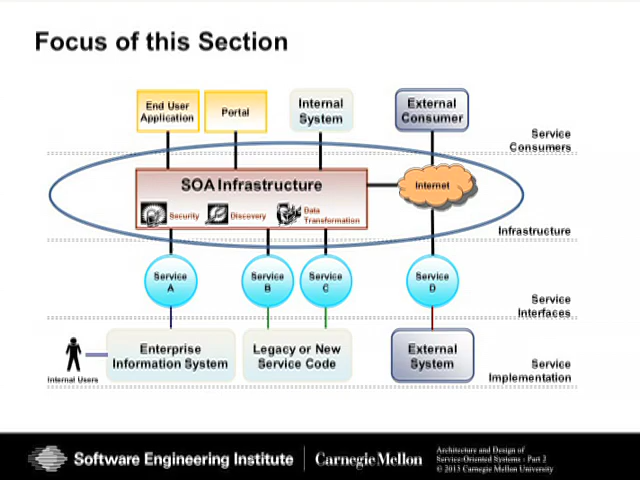 Focus of this Section
End User
Application
Portal
Internal
System
External
Consumer
Service
Consumers
SOA Infrastructure
Internet
Security
Discovery
Data
Transformation
Infrastructure
Service
A
Service
B
Service
C
Service
D
Service
Interfaces
Enterprise
Information System
Legacy or New
Service Code
External
System
Internal Users
Service
Implementation
Software Engineering Institute
Carnegie Mellon
Architecture and Design of
Service-Oriented Systems - Part 2
© 2013 Carnegie Mellon University